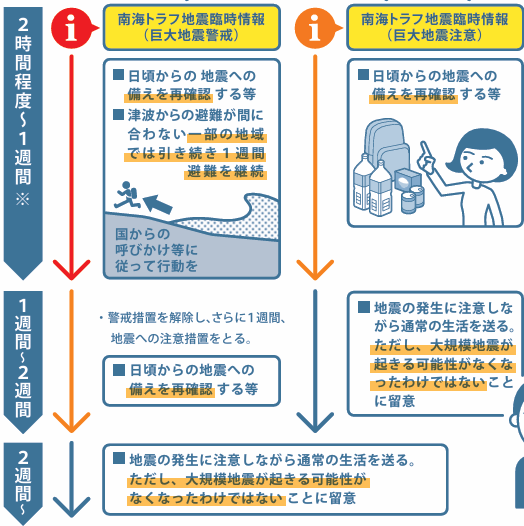 2時間程度〜1週間 ※
i
南海トラフ地震臨時情報
（巨大地震警戒）
■日頃からの 地震への
備えを再確認 する等
■津波からの避難が間に
合わない一部の地域
では引き続き1週間
避難を継続
国からの
呼びかけ等に
従って行動を
i
南海トラフ地震臨時情報
（巨大地震注意）
■日頃からの地震への
備えを再確認 する等
1週間〜2週間
・警戒措置を解除し、さらに1週間、
地震への注意措置をとる。
■日頃からの地震への
備えを再確認 する等
■地震の発生に注意しな
がら通常の生活を送る。
ただし、大規模地震が
起きる可能性がなくな
ったわけではないこと
に留意
2週間〜
■地震の発生に注意しながら通常の生活を送る。
ただし、大規模地震が起きる可能性が
なくなったわけではない ことに留意